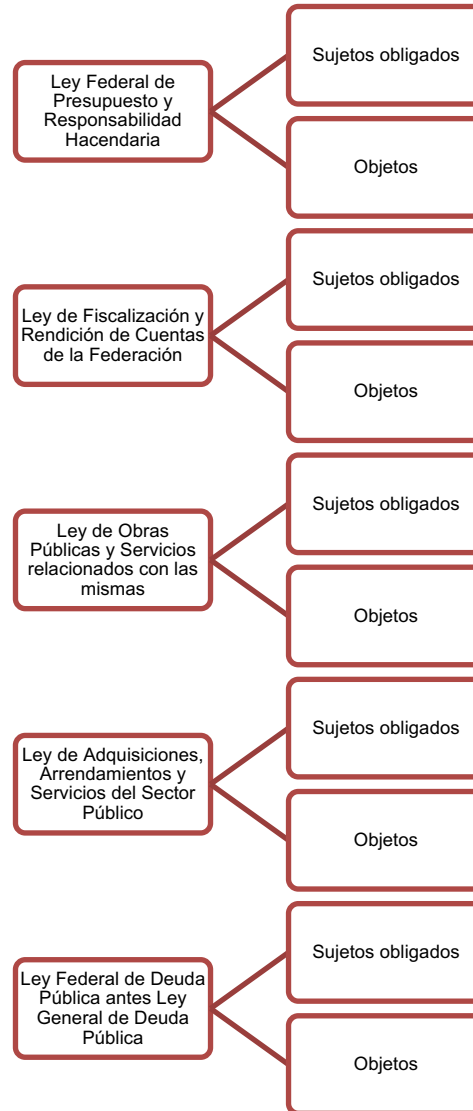 Ley Federal de
Presupuesto y
Responsabilidad
Hacendaria
Sujetos obligados
Objetos
Ley de Fiscalización y
Rendición de Cuentas
de la Federación
Sujetos obligados
Objetos
Ley de Obras
Públicas y Servicios
relacionados con las
mismas
Sujetos obligados
Objetos
Ley de Adquisiciones,
Arrendamientos y
Servicios del Sector
Público
Sujetos obligados
Objetos
Ley Federal de Deuda
Pública antes Ley
General de Deuda
Pública
Sujetos obligados
Objetos